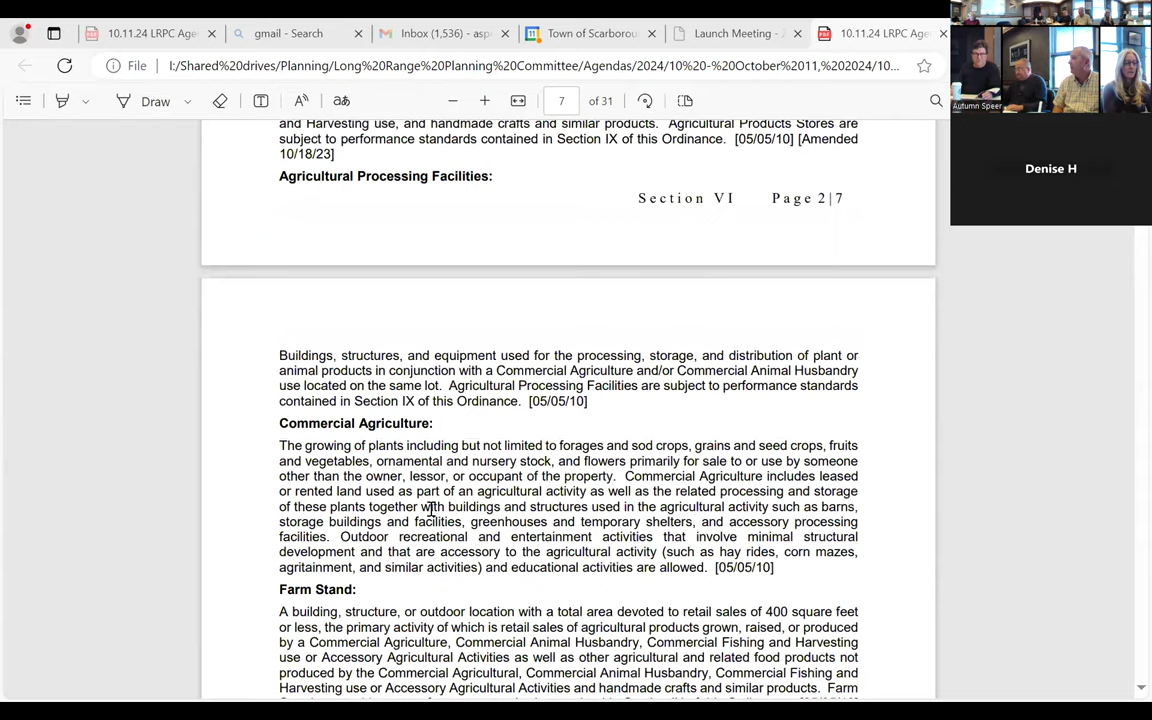 10.11.24 LRPC Age
gmail - Search
Inbox (1,536) - asp
Town of Scarborou
Launch Meeting - Z
10.11.24 LRPC Age
File
I:/Shared%20drives/Planning/Long%20Range%20Planning%20Committee/Agendas/2024/10%20-%20October%2011,%202024/10...
Draw
7 of 31
Autumn Speer
Denise H
and Harvesting use, and handmade crafts and similar products. Agricultural Products Stores are
subject to performance standards contained in Section IX of this Ordinance. [05/05/10] [Amended
10/18/23]
Agricultural Processing Facilities:
Section VI Page 2|7
Buildings, structures, and equipment used for the processing, storage, and distribution of plant or
animal products in conjunction with a Commercial Agriculture and/or Commercial Animal Husbandry
use located on the same lot. Agricultural Processing Facilities are subject to performance standards
contained in Section IX of this Ordinance. [05/05/10]
Commercial Agriculture:
The growing of plants including but not limited to forages and sod crops, grains and seed crops, fruits
and vegetables, ornamental and nursery stock, and flowers primarily for sale to or use by someone
other than the owner, lessor, or occupant of the property. Commercial Agriculture includes leased
or rented land used as part of an agricultural activity as well as the related processing and storage
of these plants together with buildings and structures used in the agricultural activity such as barns,
storage buildings and facilities, greenhouses and temporary shelters, and accessory processing
facilities. Outdoor recreational and entertainment activities that involve minimal structural
development and that are accessory to the agricultural activity (such as hay rides, corn mazes,
agritainment, and similar activities) and educational activities are allowed. [05/05/10]
Farm Stand:
A building, structure, or outdoor location with a total area devoted to retail sales of 400 square feet
or less, the primary activity of which is retail sales of agricultural products grown, raised, or produced
by a Commercial Agriculture, Commercial Animal Husbandry, Commercial Fishing and Harvesting
use or Accessory Agricultural Activities as well as other agricultural and related food products not
produced by the Commercial Agricultural, Commercial Animal Husbandry, Commercial Fishing and
Harvesting use or Accessory Agricultural Activities and handmade crafts and similar products. Farm